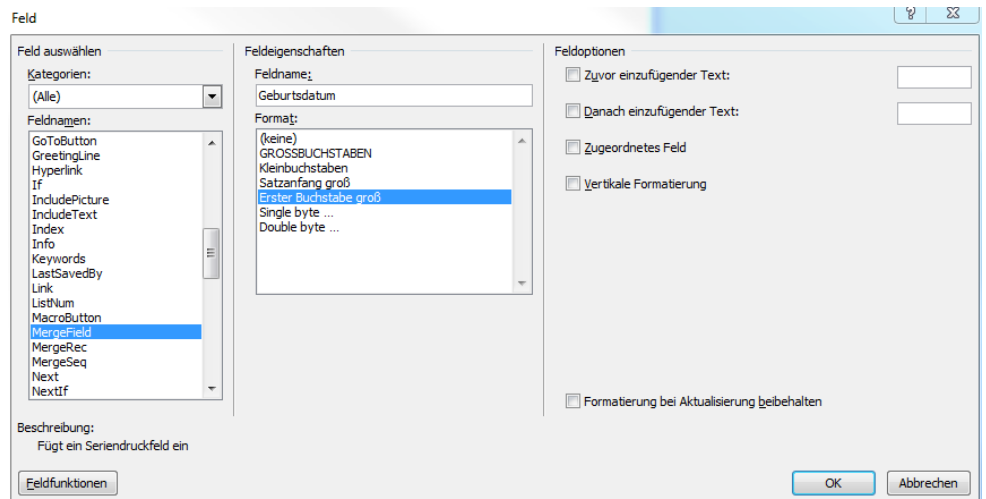 Feld
Feld auswählen
Kategorien:
(Alle)
Feldnamen:
GoToButton
GreetingLine
Hyperlink
If
IncludePicture
IncludeText
Index
Info
Keywords
LastSavedBy
Link
ListNum
MacroButton
MergeField
MergeRec
MergeSeq
Next
NextIf
Feldeigenschaften
Feldname:
Geburtsdatum
Format:
(keine)
GROSSBUCHSTABEN
Kleinbuchstaben
Satzanfang groß
Erster Buchstabe groß
Single byte ...
Double byte ...
Feldoptionen
Zuvor einzufügender Text:
Danach einzufügender Text:
Zugeordnetes Feld
Vertikale Formatierung
Formatierung bei Aktualisierung beibehalten
Beschreibung:
Fügt ein Seriendruckfeld ein
Feldfunktionen
OK
Abbrechen